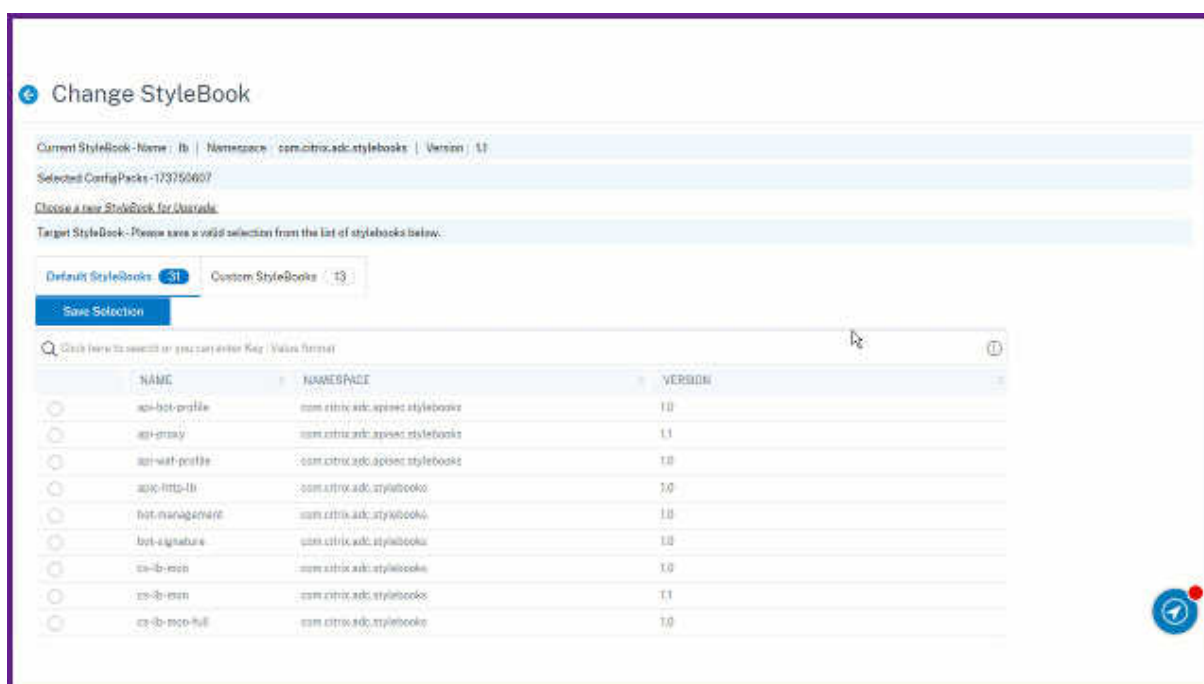 Change StyleBook
Current StyleBook - Name : lb | Namespace : com.citrix.adc.stylebooks | Version : 1.1
Selected ConfigPacks - 173750607
Choose a new StyleBook for Upgrade.
Target StyleBook - Please save a valid selection from the list of stylebooks below.
Default StyleBooks 31 Custom StyleBooks 13
Save Selection
Click here to search or you can enter Key : Value format
NAME NAMESPACE VERSION
api-bot-profile com.citrix.adc.apisec.stylebooks 1.0
api-proxy com.citrix.adc.apisec.stylebooks 1.1
api-waf-profile com.citrix.adc.apisec.stylebooks 1.0
apic-http-lb com.citrix.adc.stylebooks 1.0
bot-management com.citrix.adc.stylebooks 1.0
bot-signature com.citrix.adc.stylebooks 1.0
cs-lb-mon com.citrix.adc.stylebooks 1.0
cs-lb-mon com.citrix.adc.stylebooks 1.1
cs-lb-mon-full com.citrix.adc.stylebooks 1.0